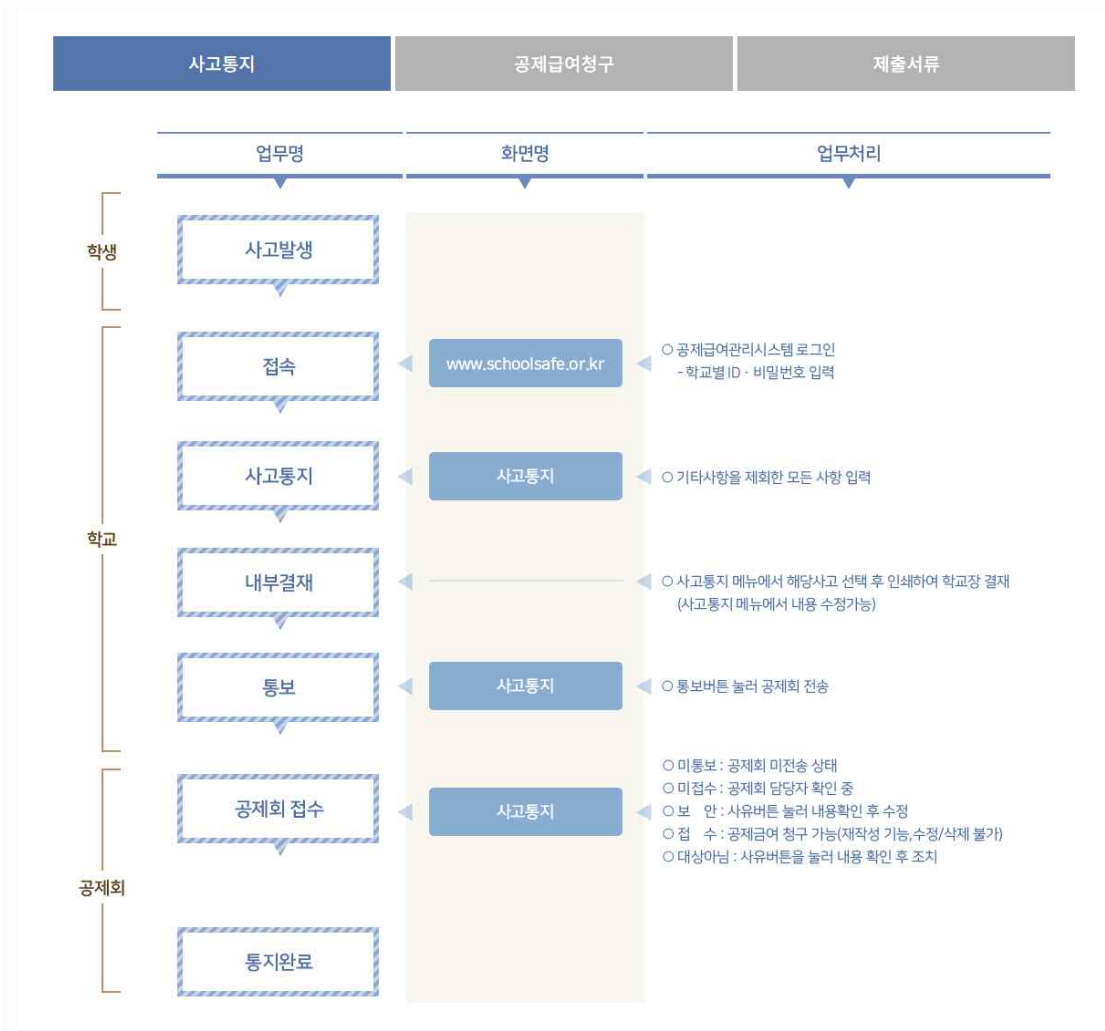 사고통지
공제급여청구
제출서류
업무명
화면명
업무처리
학생
사고발생
학교
접속
www.schoolsafe.or.kr
○ 공제급여관리시스템 로그인
- 학교별 ID · 비밀번호 입력
사고통지
사고통지
○ 기타사항을 제회한 모든 사항 입력
내부결재
○ 사고통지 메뉴에서 해당사고 선택 후 인쇄하여 학교장 결재
(사고통지 메뉴에서 내용 수정가능)
통보
사고통지
○ 통보버튼 눌러 공제회 전송
공제회
공제회 접수
사고통지
○ 미통보 : 공제회 미전송 상태
○ 미접수 : 공제회 담당자 확인 중
○ 보 안 : 사유버튼 눌러 내용확인 후 수정
○ 접 수 : 공제금여 청구 가능(재작성 기능,수정/삭제 불가)
○ 대상아님 : 사유버튼을 눌러 내용 확인 후 조치
통지완료